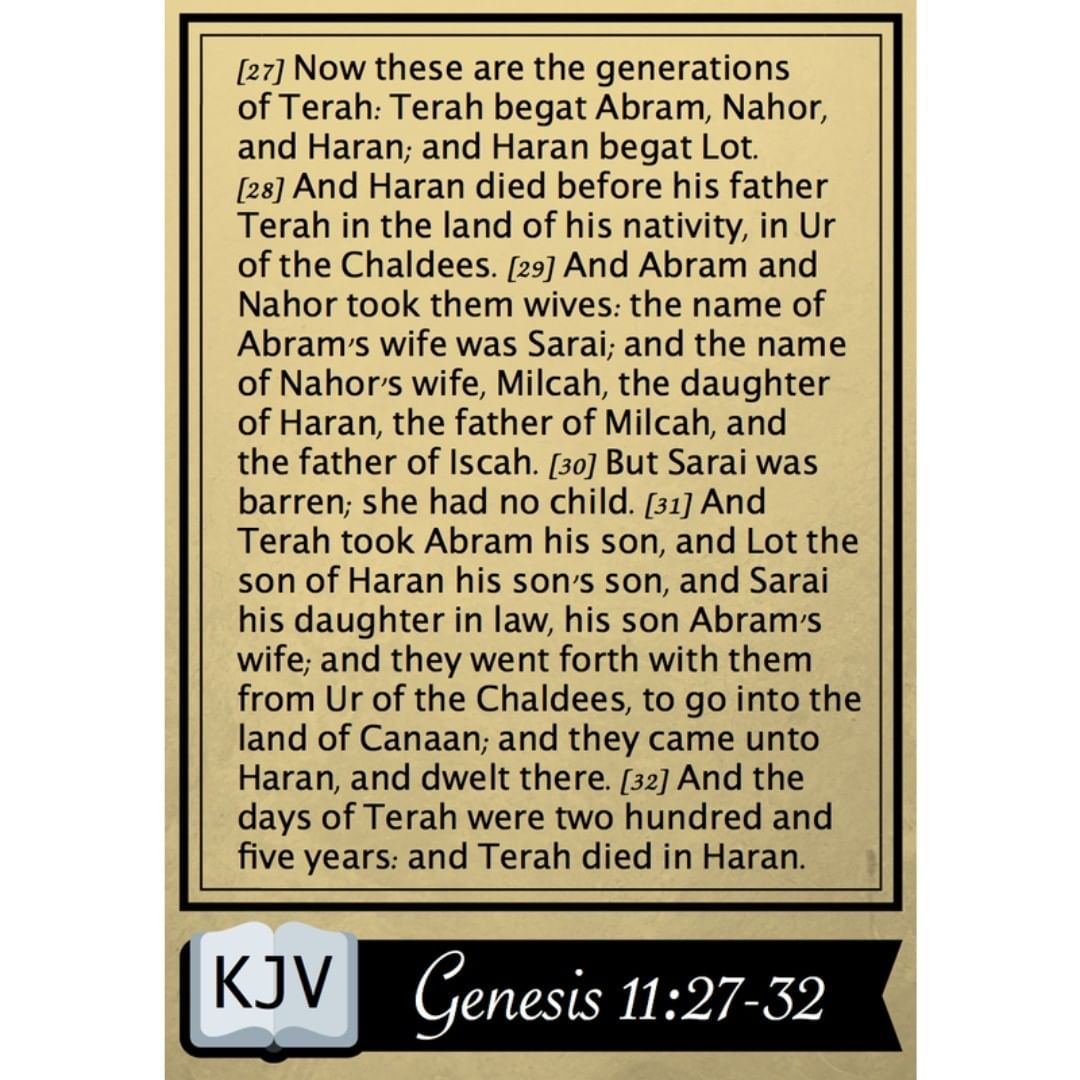 [27] Now these are the generations
of Terah: Terah begat Abram, Nahor,
and Haran; and Haran begat Lot.
[28] And Haran died before his father
Terah in the land of his nativity, in Ur
of the Chaldees. [29] And Abram and
Nahor took them wives: the name of
Abram's wife was Sarai; and the name
of Nahor's wife, Milcah, the daughter
of Haran, the father of Milcah, and
the father of Iscah. [30] But Sarai was
barren; she had no child. [31] And
Terah took Abram his son, and Lot the
son of Haran his son's son, and Sarai
his daughter in law, his son Abram's
wife; and they went forth with them
from Ur of the Chaldees, to go into the
land of Canaan; and they came unto
Haran, and dwelt there. [32] And the
days of Terah were two hundred and
five years: and Terah died in Haran.
KJV
Genesis 11:27-32